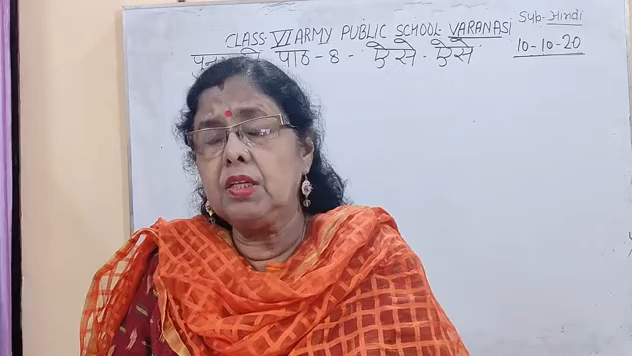 CLASS-VI ARMY PUBLIC SCHOOL VARANASI
Sub-Hindi
10-10-20
पाठ - 8 - ऐसे - ऐसे